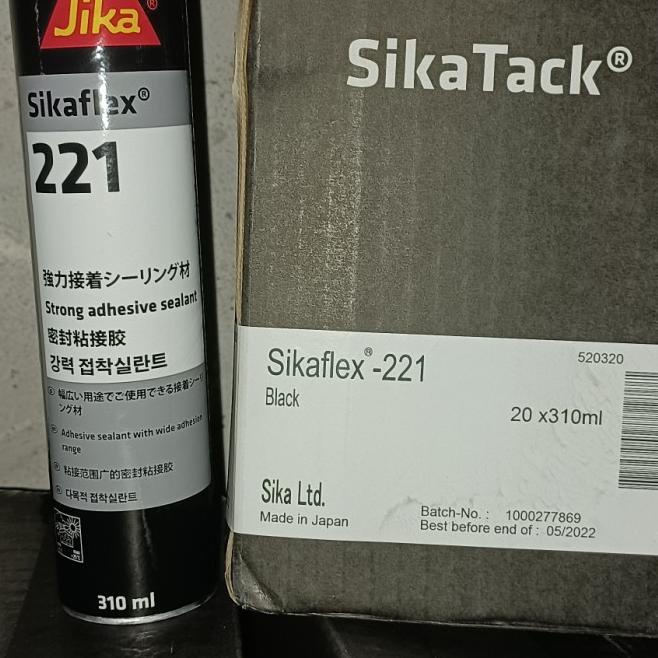 Sika®
Sikaflex®
221
強力接着シーリング材
Strong adhesive sealant
密封粘接胶
강력 접착실란트
幅広い用途でご使用できる接着シーリ
ング材
Adhesive sealant with wide adhesion
range
粘接范围广的密封粘接胶
다목적 접착실란트
310 ml
SikaTack®
Sikaflex®-221
520320
Black
20 x310ml
Sika Ltd.
Made in Japan
Batch-No. : 1000277869
Best before end of : 05/2022